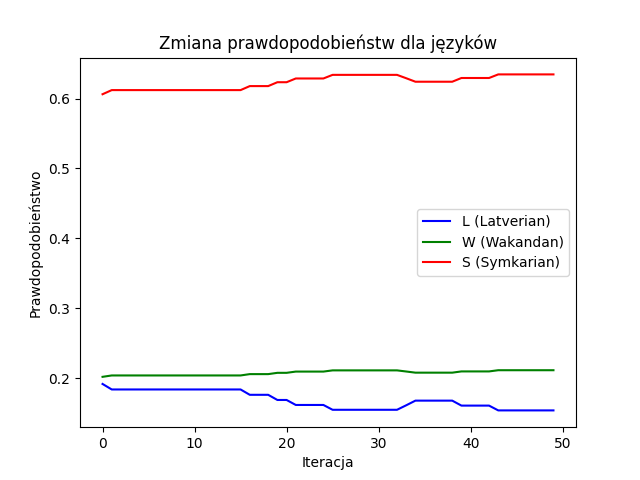 Zmiana prawdopodobieństw dla języków
Prawdopodobieństwo
0.6
0.5
0.4
0.3
0.2
L (Latverian)
W (Wakandan)
S (Symkarian)
0 10 20 30 40 50
Iteracja